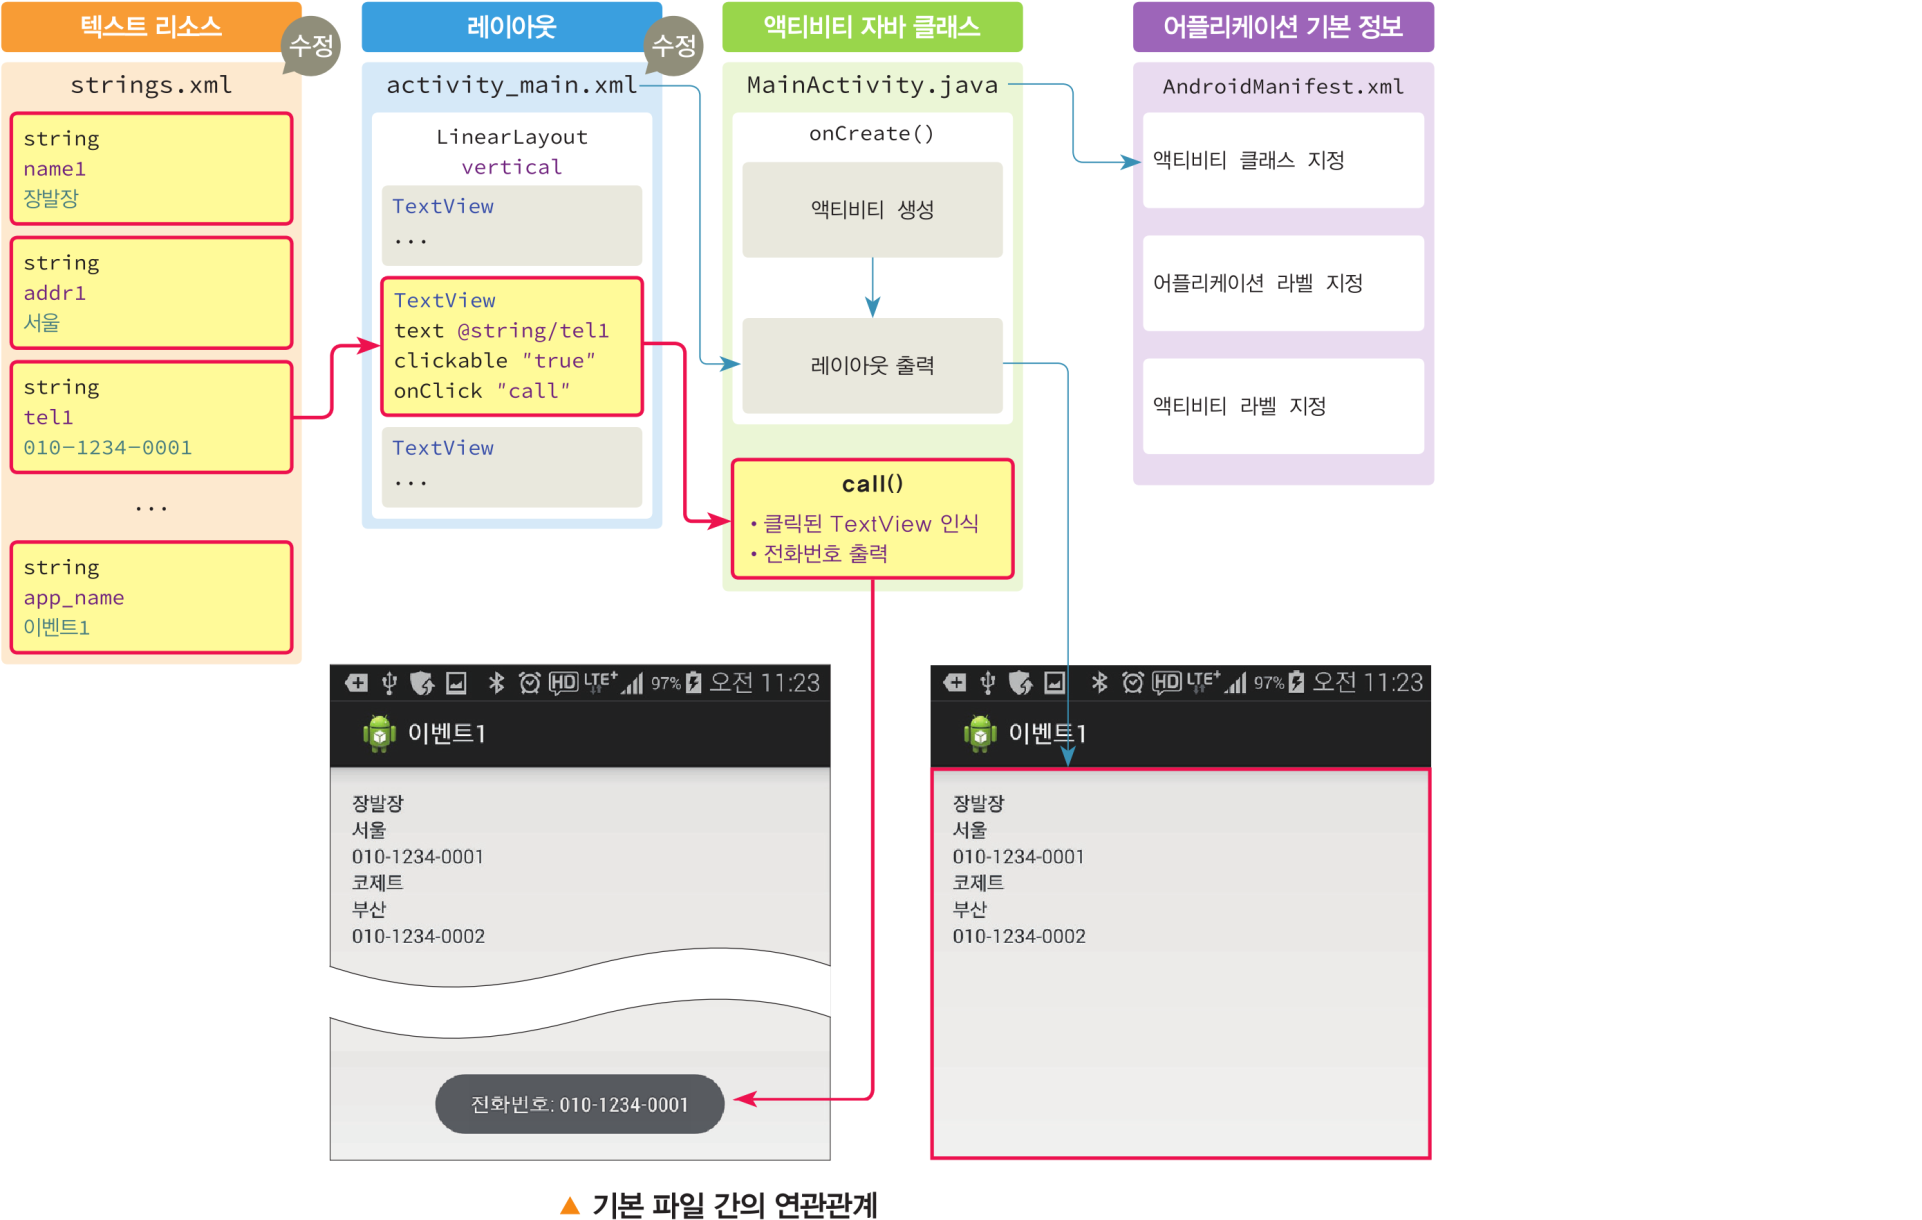 텍스트 리소스
수정
strings.xml
string
name1
장발장
string
addr1
서울
string
tel1
010-1234-0001
...
string
app_name
이벤트1
레이아웃
수정
activity_main.xml
LinearLayout
vertical
TextView
...
TextView
text @string/tel1
clickable "true"
onClick "call"
TextView
...
액티비티 자바 클래스
MainActivity.java
onCreate()
액티비티 생성
레이아웃 출력
call()
• 클릭된 TextView 인식
• 전화번호 출력
어플리케이션 기본 정보
AndroidManifest.xml
액티비티 클래스 지정
어플리케이션 라벨 지정
액티비티 라벨 지정
HD LTE+ 97% 오전 11:23
이벤트1
장발장
서울
010-1234-0001
코제트
부산
010-1234-0002
전화번호: 010-1234-0001
HD LTE+ 97% 오전 11:23
이벤트1
장발장
서울
010-1234-0001
코제트
부산
010-1234-0002
▲ 기본 파일 간의 연관관계